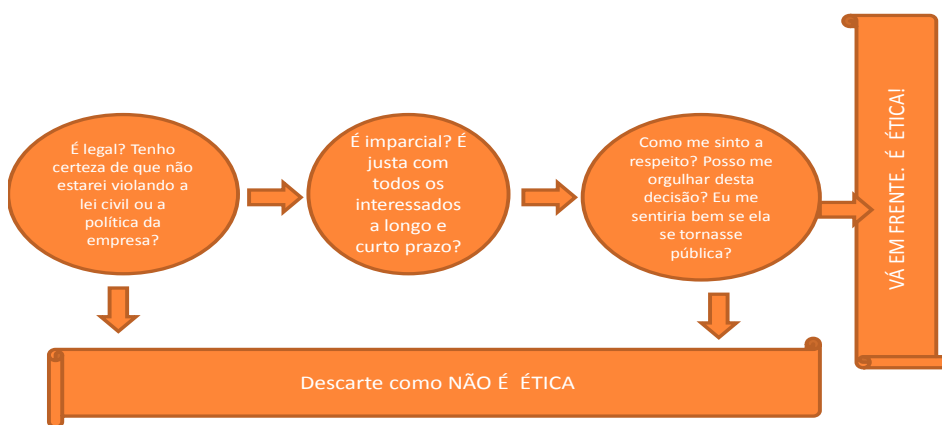 É legal? Tenho
certeza de que não
estarei violando a
lei civil ou a
política da
empresa?
É imparcial? É
justa com
todos os
interessados
a longo e
curto prazo?
Como me sinto a
respeito? Posso me
orgulhar desta
decisão? Eu me
sentiria bem se ela
se tornasse
pública?
VÁ EM FRENTE. É ÉTICA!
Descarte como NÃO É ÉTICA